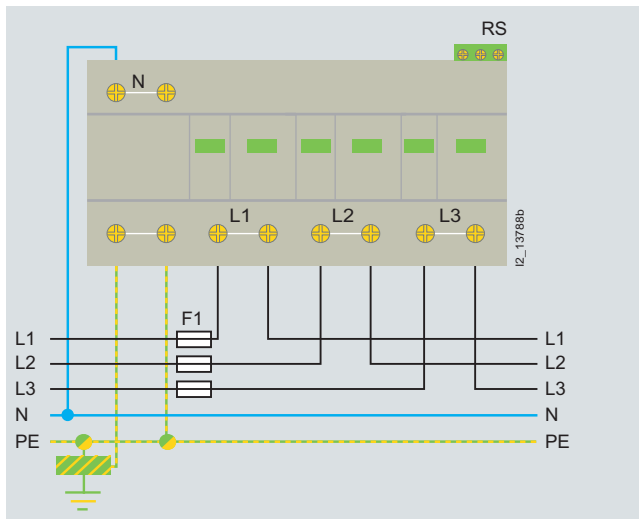 RS
N
L1 L2 L3
I2_13788b
F1
L1 L1
L2 L2
L3 L3
N N
PE PE